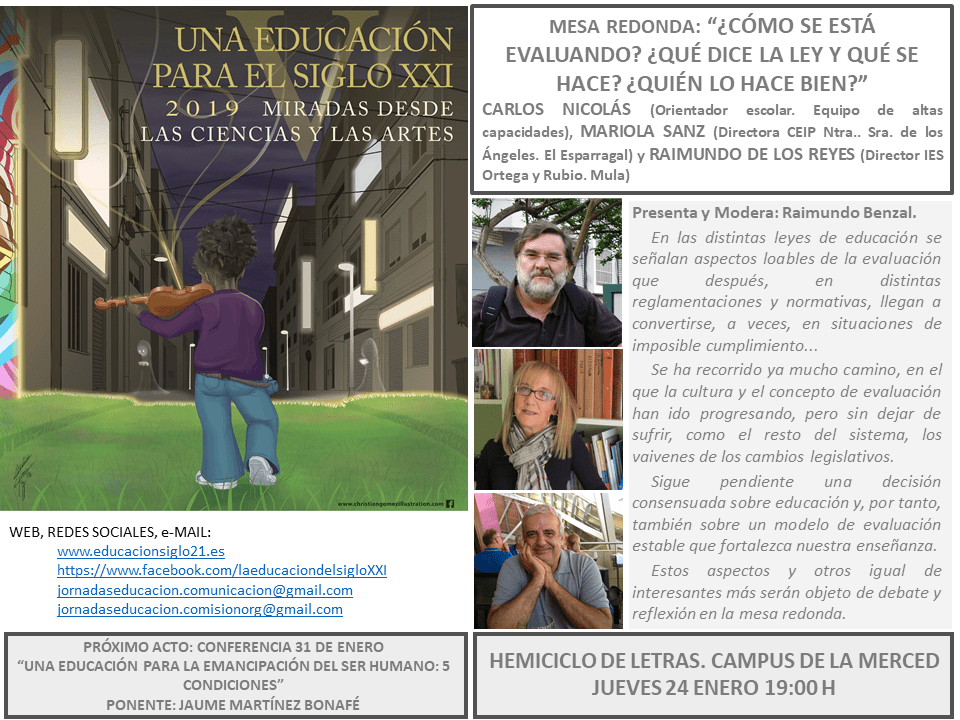 UNA EDUCACIÓN
PARA EL SIGLO XXI
2019 MIRADAS DESDE
LAS CIENCIAS Y LAS ARTES
www.christiangomezillustration.com
WEB, REDES SOCIALES, e-MAIL:
www.educacionsiglo21.es
https://www.facebook.com/laeducaciondelsigloXXI
jornadaseducacion.comunicacion@gmail.com
jornadaseducacion.comisionorg@gmail.com
PRÓXIMO ACTO: CONFERENCIA 31 DE ENERO
“UNA EDUCACIÓN PARA LA EMANCIPACIÓN DEL SER HUMANO: 5
CONDICIONES”
PONENTE: JAUME MARTÍNEZ BONAFÉ
MESA REDONDA: “¿CÓMO SE ESTÁ
EVALUANDO? ¿QUÉ DICE LA LEY Y QUÉ SE
HACE? ¿QUIÉN LO HACE BIEN?”
CARLOS NICOLÁS (Orientador escolar. Equipo de altas
capacidades), MARIOLA SANZ (Directora CEIP Ntra.. Sra. de los
Ángeles. El Esparragal) y RAIMUNDO DE LOS REYES (Director IES
Ortega y Rubio. Mula)
Presenta y Modera: Raimundo Benzal.
En las distintas leyes de educación se
señalan aspectos loables de la evaluación
que después, en distintas
reglamentaciones y normativas, llegan a
convertirse, a veces, en situaciones de
imposible cumplimiento...
Se ha recorrido ya mucho camino, en el
que la cultura y el concepto de evaluación
han ido progresando, pero sin dejar de
sufrir, como el resto del sistema, los
vaivenes de los cambios legislativos.
Sigue pendiente una decisión
consensuada sobre educación y, por tanto,
también sobre un modelo de evaluación
estable que fortalezca nuestra enseñanza.
Estos aspectos y otros igual de
interesantes más serán objeto de debate y
reflexión en la mesa redonda.
HEMICICLO DE LETRAS. CAMPUS DE LA MERCED
JUEVES 24 ENERO 19:00 H